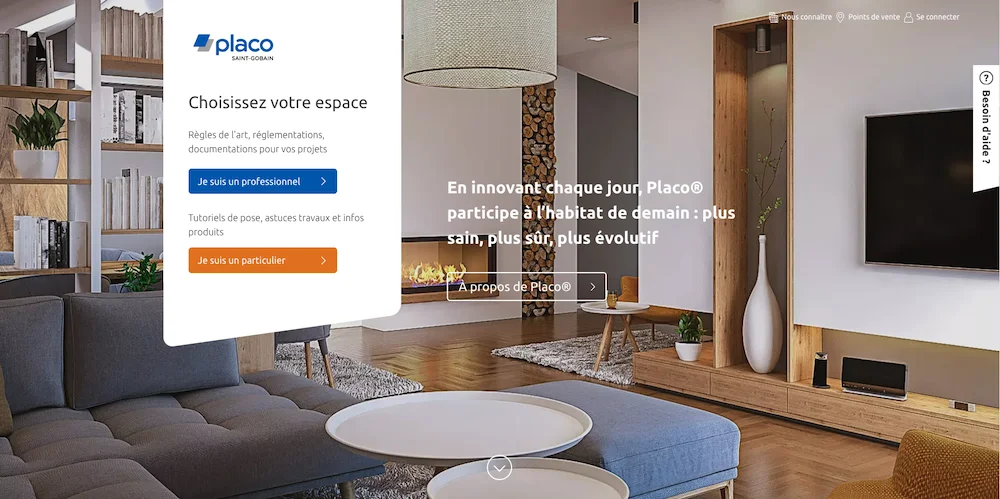 Nous connaitre
Points de vente
Se connecter
placo
SAINT-GOBAIN
Choisissez votre espace
Règles de l'art, réglementations,
documentations pour vos projets
Je suis un professionnel
Tutoriels de pose, astuces travaux et infos
produits
Je suis un particulier
En innovant chaque jour, Placo®
participe à l'habitat de demain : plus
sain, plus sûr, plus évolutif
À propos de Placo®
? Besoin d'aide ?